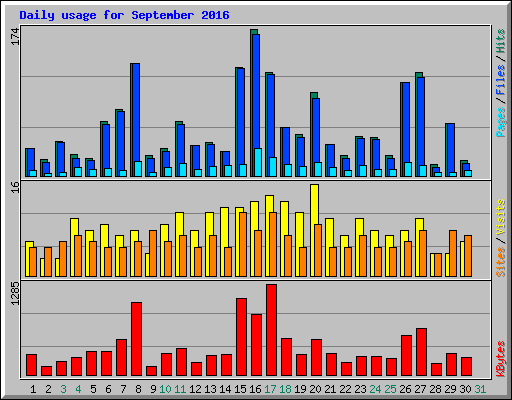 Daily usage for September 2016
174
Pages / Files / Hits
16
Sites / Visits
1285
KBytes
1 2 3 4 5 6 7 8 9 10 11 12 13 14 15 16 17 18 19 20 21 22 23 24 25 26 27 28 29 30 31